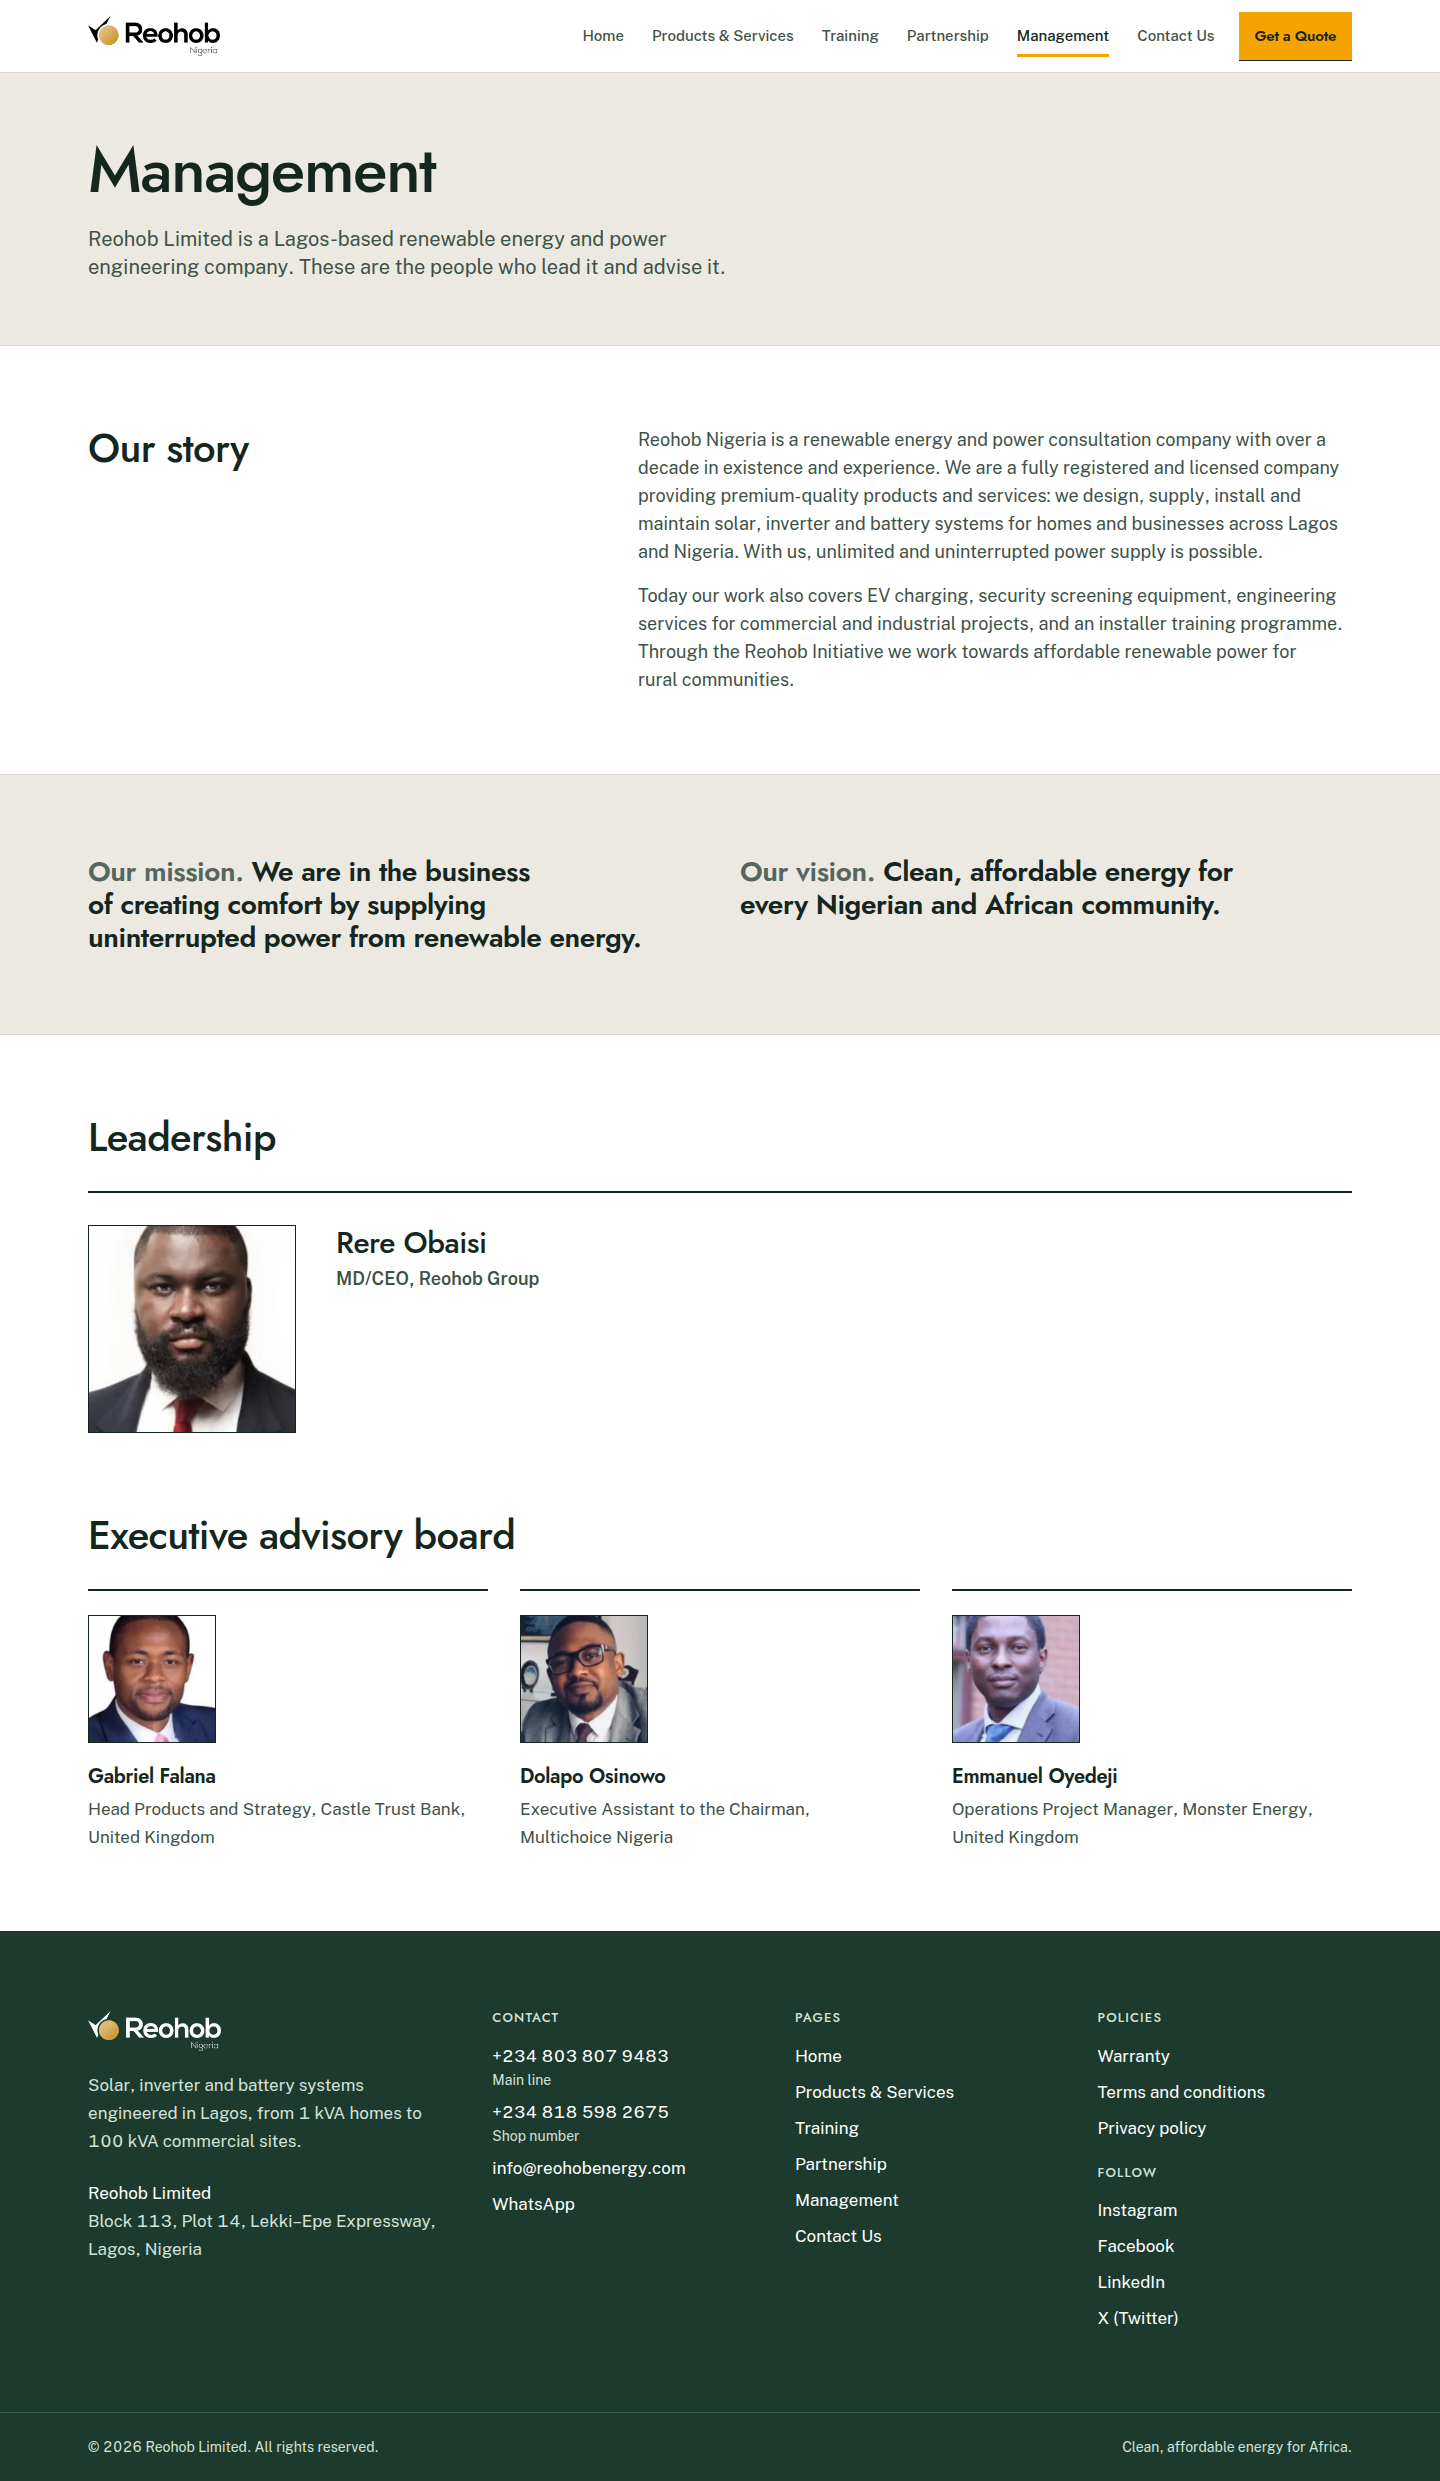 Reohob
Nigeria
Home
Products & Services
Training
Partnership
Management
Contact Us
Get a Quote
Management
Reohob Limited is a Lagos-based renewable energy and power
engineering company. These are the people who lead it and advise it.
Our story
Reohob Nigeria is a renewable energy and power consultation company with over a
decade in existence and experience. We are a fully registered and licensed company
providing premium-quality products and services: we design, supply, install and
maintain solar, inverter and battery systems for homes and businesses across Lagos
and Nigeria. With us, unlimited and uninterrupted power supply is possible.
Today our work also covers EV charging, security screening equipment, engineering
services for commercial and industrial projects, and an installer training programme.
Through the Reohob Initiative we work towards affordable renewable power for
rural communities.
Our mission. We are in the business
of creating comfort by supplying
uninterrupted power from renewable energy.
Our vision. Clean, affordable energy for
every Nigerian and African community.
Leadership
Rere Obaisi
MD/CEO, Reohob Group
Executive advisory board
Gabriel Falana
Head Products and Strategy, Castle Trust Bank,
United Kingdom
Dolapo Osinowo
Executive Assistant to the Chairman,
Multichoice Nigeria
Emmanuel Oyedeji
Operations Project Manager, Monster Energy,
United Kingdom
Reohob
Nigeria
Solar, inverter and battery systems
engineered in Lagos, from 1 kVA homes to
100 kVA commercial sites.
Reohob Limited
Block 113, Plot 14, Lekki–Epe Expressway,
Lagos, Nigeria
CONTACT
+234 803 807 9483
Main line
+234 818 598 2675
Shop number
info@reohobenergy.com
WhatsApp
PAGES
Home
Products & Services
Training
Partnership
Management
Contact Us
POLICIES
Warranty
Terms and conditions
Privacy policy
FOLLOW
Instagram
Facebook
LinkedIn
X (Twitter)
© 2026 Reohob Limited. All rights reserved.
Clean, affordable energy for Africa.